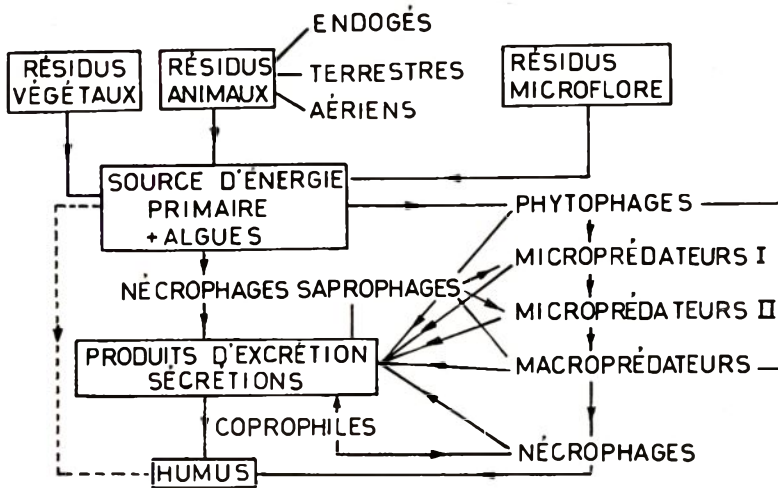 ENDOGÉS
RÉSIDUS VÉGÉTAUX
RÉSIDUS ANIMAUX
TERRESTRES
AÉRIENS
RÉSIDUS MICROFLORE
SOURCE D'ÉNERGIE
PRIMAIRE
+ ALGUES
PHYTOPHAGES
MICROPRÉDATEURS I
NÉCROPHAGES SAPROPHAGES
MICROPRÉDATEURS II
PRODUITS D'EXCRÉTION
SÉCRÉTIONS
MACROPRÉDATEURS
COPROPHILES
NÉCROPHAGES
HUMUS